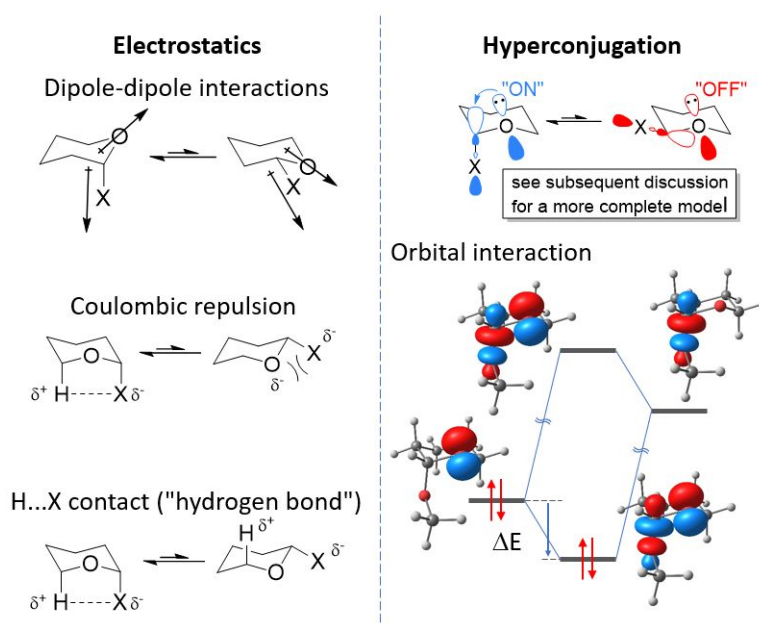 Electrostatics
Dipole-dipole interactions
O
X
O
X
Coulombic repulsion
O
δ+ H X δ-
O
δ-
X δ-
H...X contact ("hydrogen bond")
O
δ+ H X δ-
H δ+
O
X δ-
Hyperconjugation
"ON"
O
X
"OFF"
X
O
see subsequent discussion
for a more complete model
Orbital interaction
ΔE